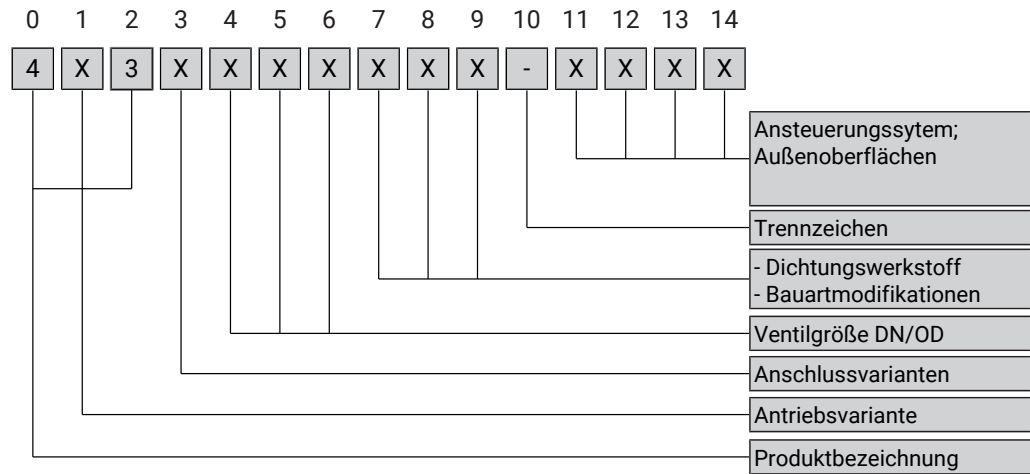 0 1 2 3 4 5 6 7 8 9 10 11 12 13 14
4 X 3 X X X X X X X - X X X X
Ansteuerungssytem;
Außenoberflächen
Trennzeichen
- Dichtungswerkstoff
- Bauartmodifikationen
Ventilgröße DN/OD
Anschlussvarianten
Antriebsvariante
Produktbezeichnung